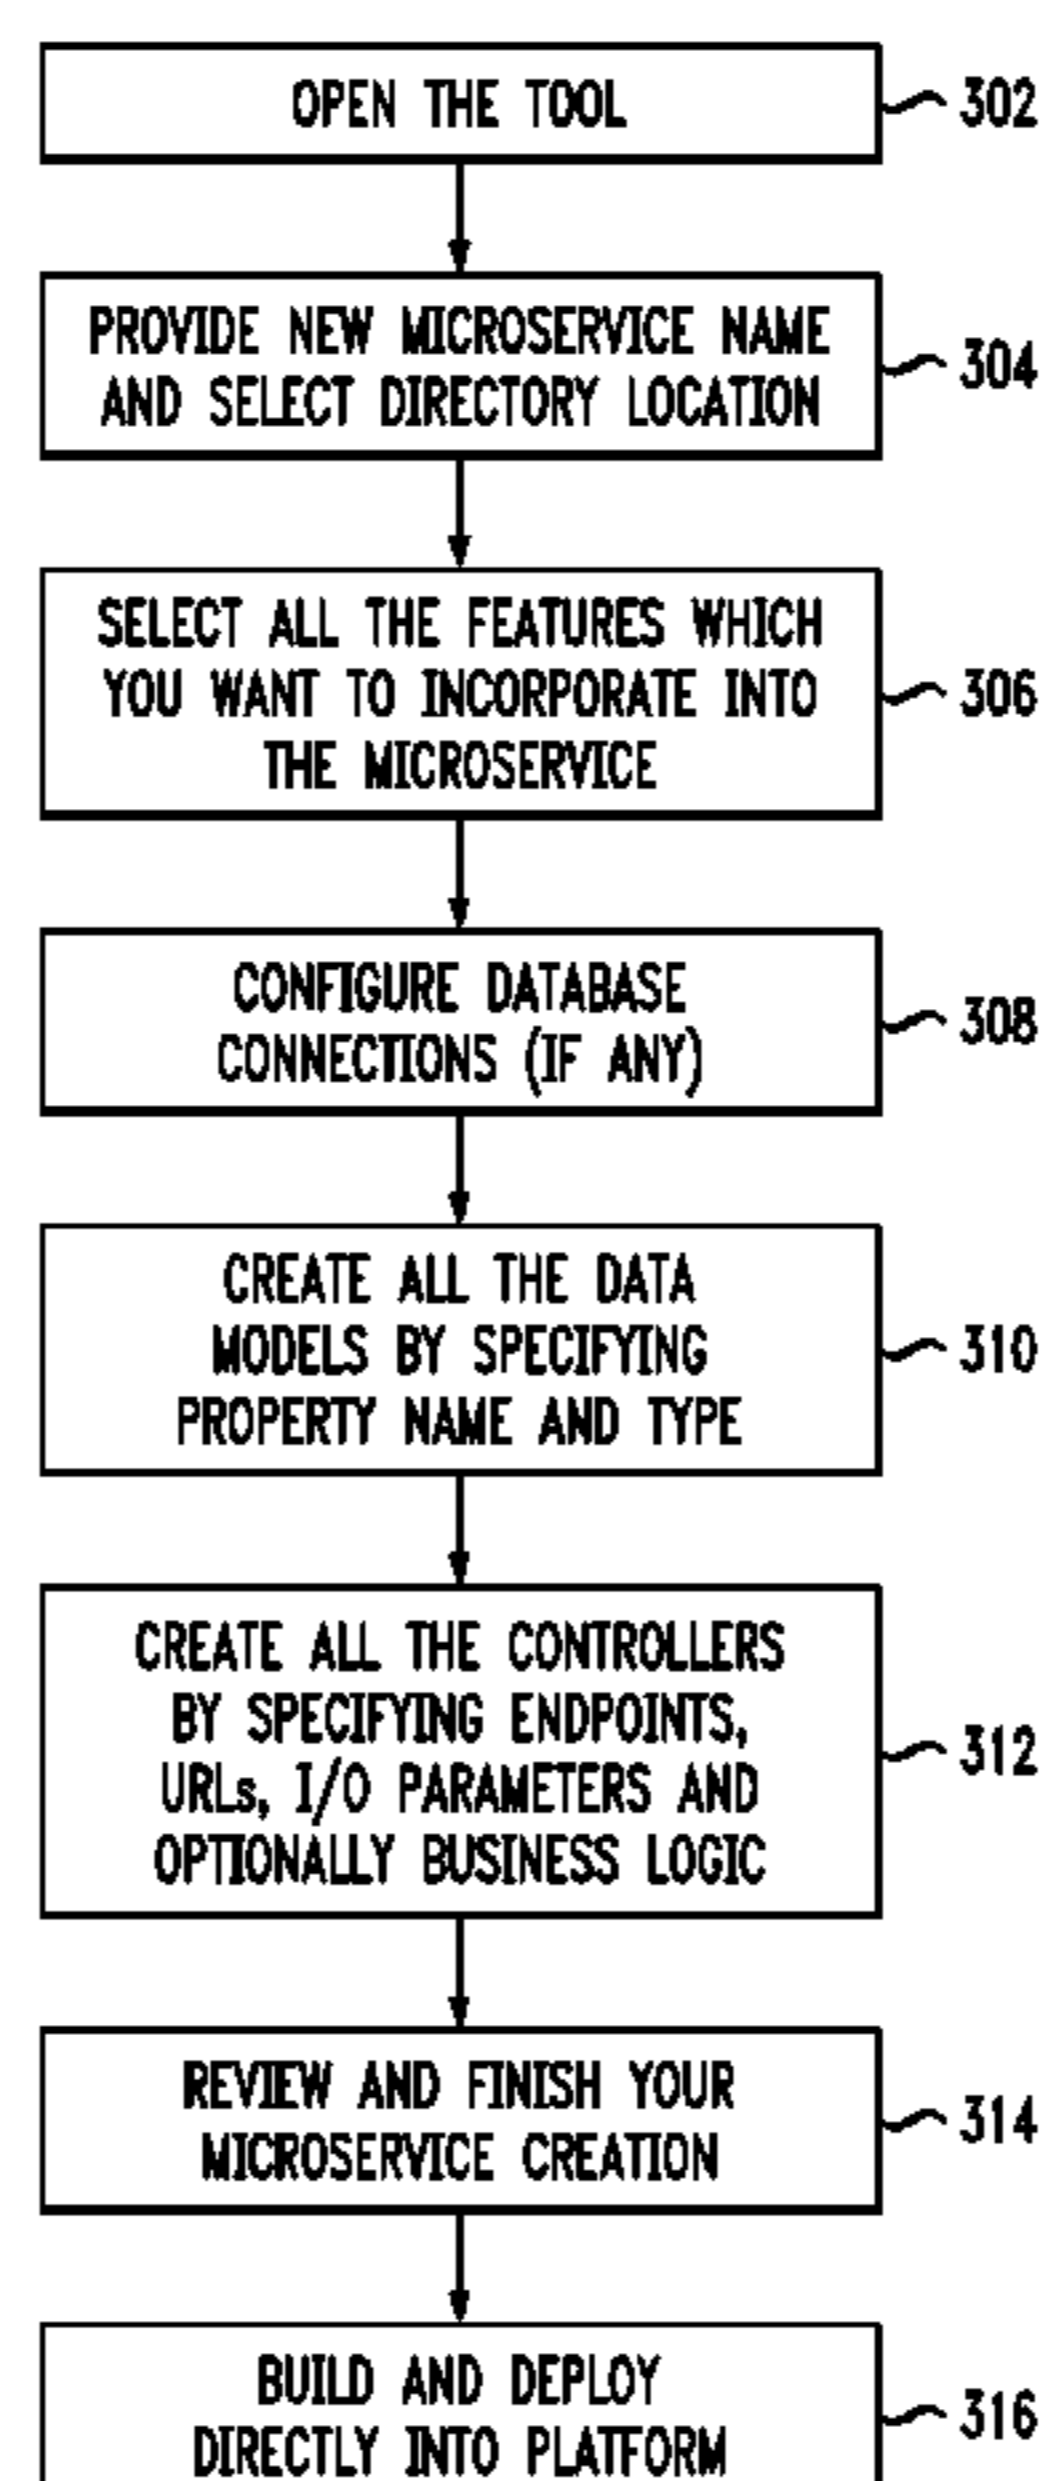 OPEN THE TOOL
302
PROVIDE NEW MICROSERVICE NAME
AND SELECT DIRECTORY LOCATION
304
SELECT ALL THE FEATURES WHICH
YOU WANT TO INCORPORATE INTO
THE MICROSERVICE
306
CONFIGURE DATABASE
CONNECTIONS (IF ANY)
308
CREATE ALL THE DATA
MODELS BY SPECIFYING
PROPERTY NAME AND TYPE
310
CREATE ALL THE CONTROLLERS
BY SPECIFYING ENDPOINTS,
URLs, I/O PARAMETERS AND
OPTIONALLY BUSINESS LOGIC
312
REVIEW AND FINISH YOUR
MICROSERVICE CREATION
314
BUILD AND DEPLOY
DIRECTLY INTO PLATFORM
316